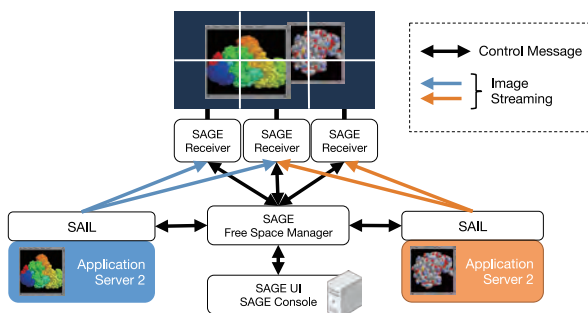 Control Message
Image
Streaming
SAGE
Receiver
SAGE
Receiver
SAGE
Receiver
SAIL
SAGE
Free Space Manager
SAIL
Application
Server 2
Application
Server 2
SAGE UI
SAGE Console